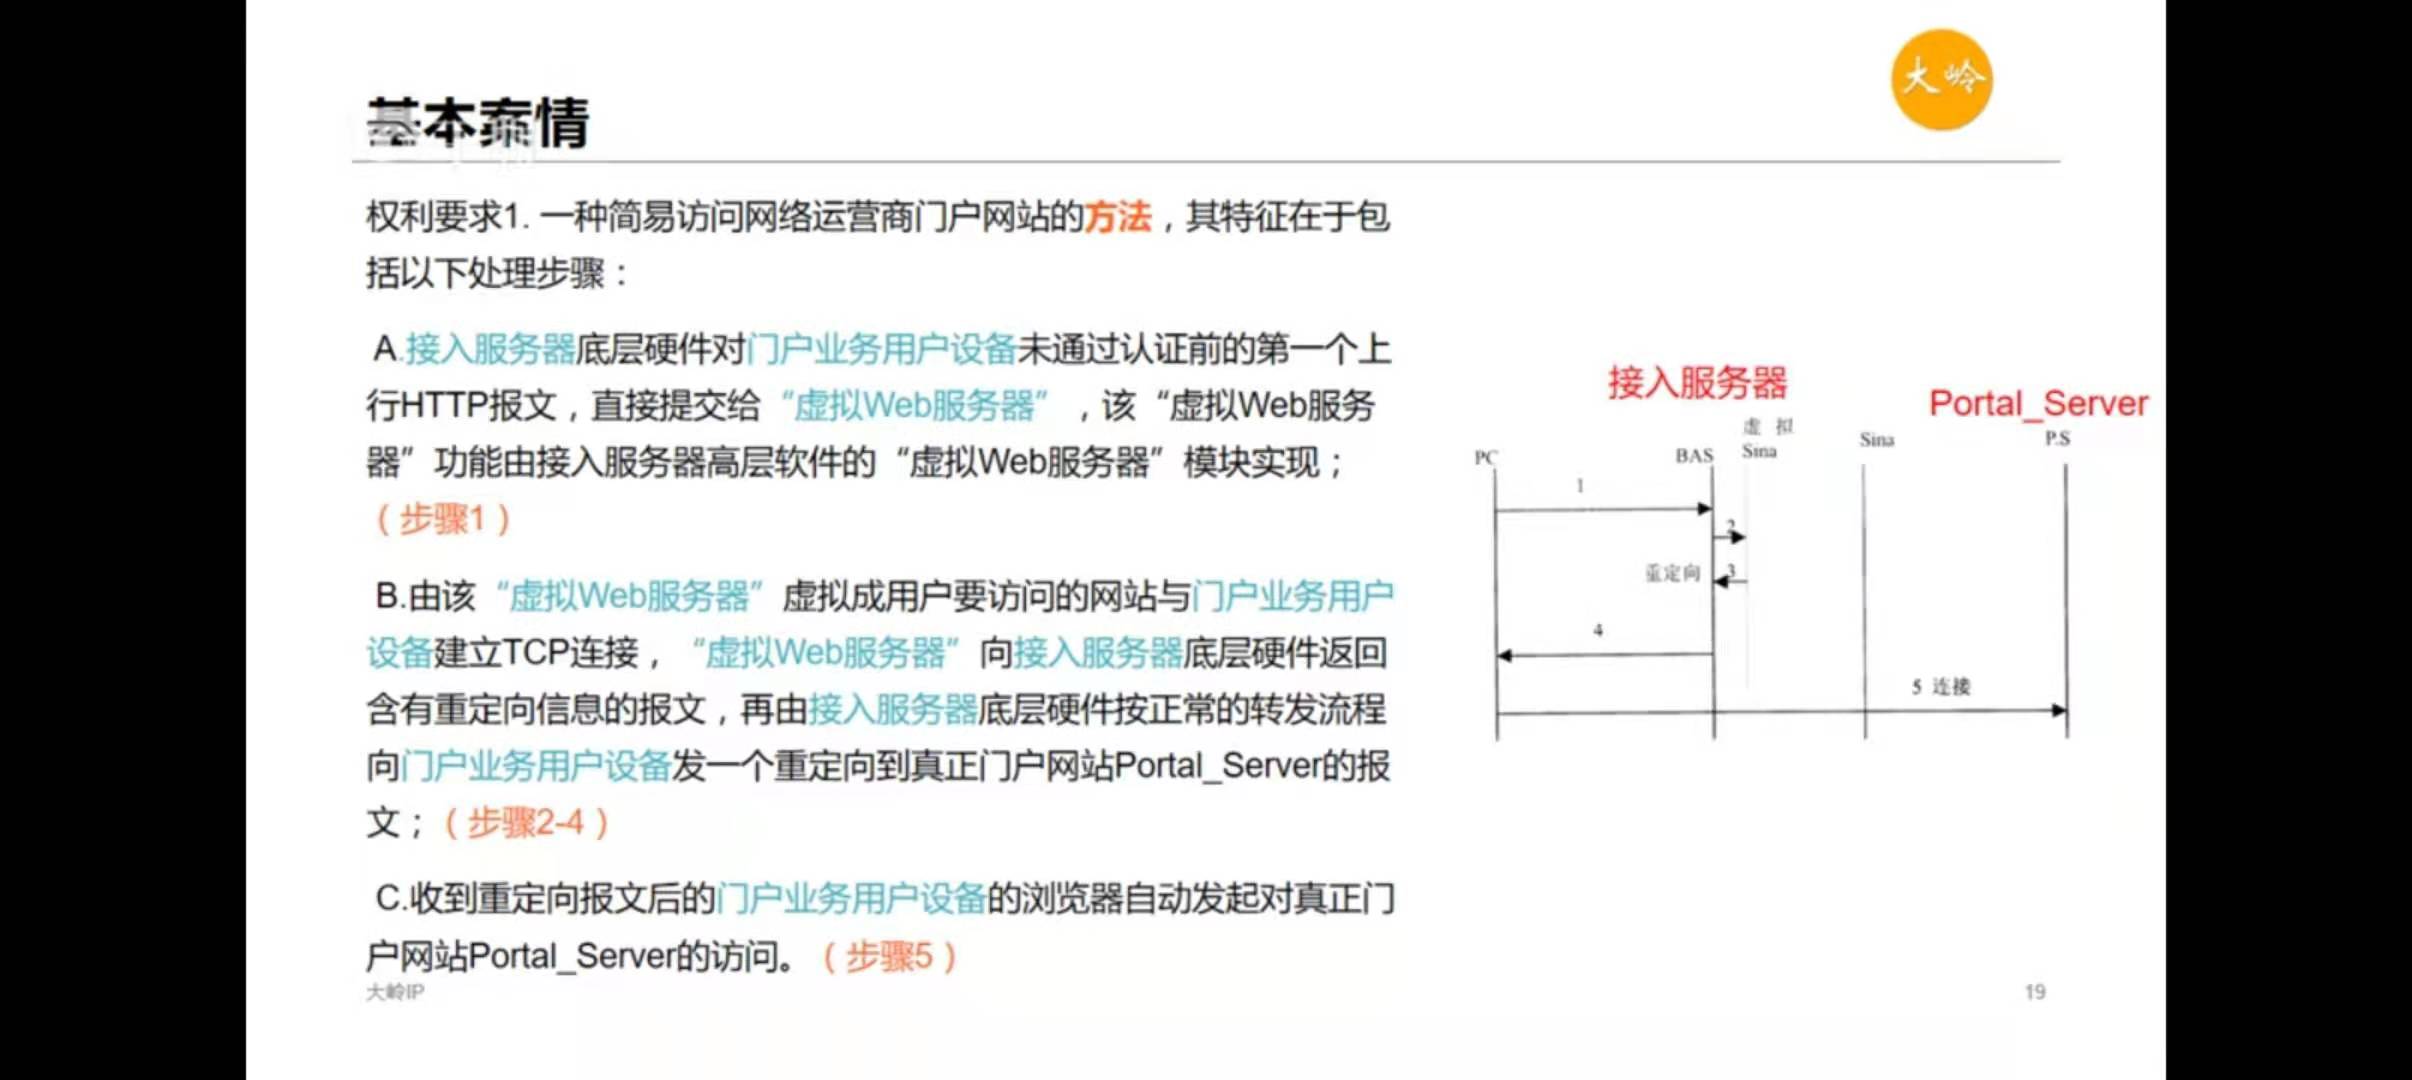 大岭
基本案情
权利要求1. 一种简易访问网络运营商门户网站的方法，其特征在于包
括以下处理步骤：
A.接入服务器底层硬件对门户业务用户设备未通过认证前的第一个上
行HTTP报文，直接提交给“虚拟Web服务器”，该“虚拟Web服务
器”功能由接入服务器高层软件的“虚拟Web服务器”模块实现；
（步骤1）
B.由该“虚拟Web服务器”虚拟成用户要访问的网站与门户业务用户
设备建立TCP连接，“虚拟Web服务器”向接入服务器底层硬件返回
含有重定向信息的报文，再由接入服务器底层硬件按正常的转发流程
向门户业务用户设备发一个重定向到真正门户网站Portal_Server的报
文；（步骤2-4）
C.收到重定向报文后的门户业务用户设备的浏览器自动发起对真正门
户网站Portal_Server的访问。（步骤5）
接入服务器
Portal_Server
虚 拟
PC BAS Sina Sina P.S
1
2
重定向 3
4
5 连接
大岭IP
19